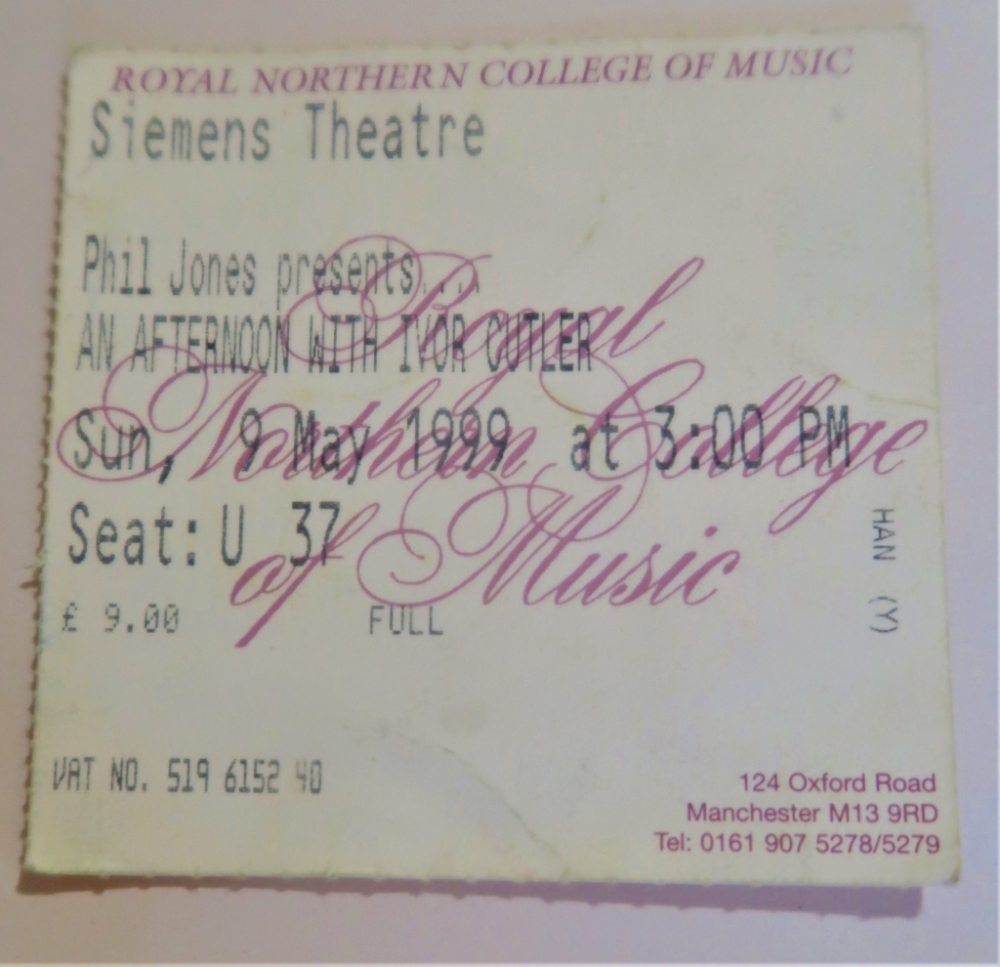 ROYAL NORTHERN COLLEGE OF MUSIC
Siemens Theatre
Phil Jones presents....
AN AFTERNOON WITH IVOR CUTLER
Sun, 9 May 1999 at 3:00 PM
Seat: U 37
£ 9.00 FULL
HAN (Y)
Royal
Northern College
of Music
VAT NO. 519 6152 40
124 Oxford Road
Manchester M13 9RD
Tel: 0161 907 5278/5279